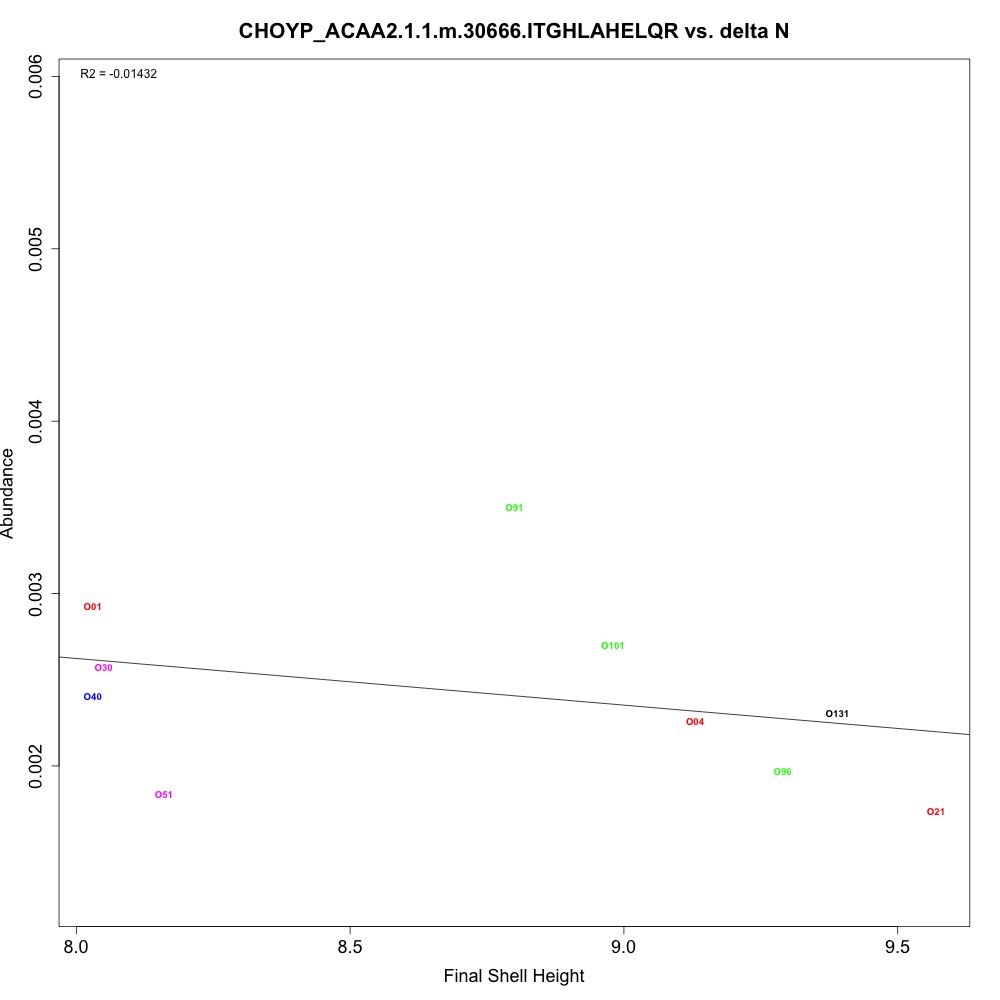 CHOYP_ACAA2.1.1.m.30666.ITGHLAHELQR vs. delta N
R2 = -0.01432
0.006
0.005
0.004
0.003
0.002
Abundance
O91
O01
O101
O30
O40
O131
O04
O96
O51
O21
8.0
8.5
9.0
9.5
Final Shell Height